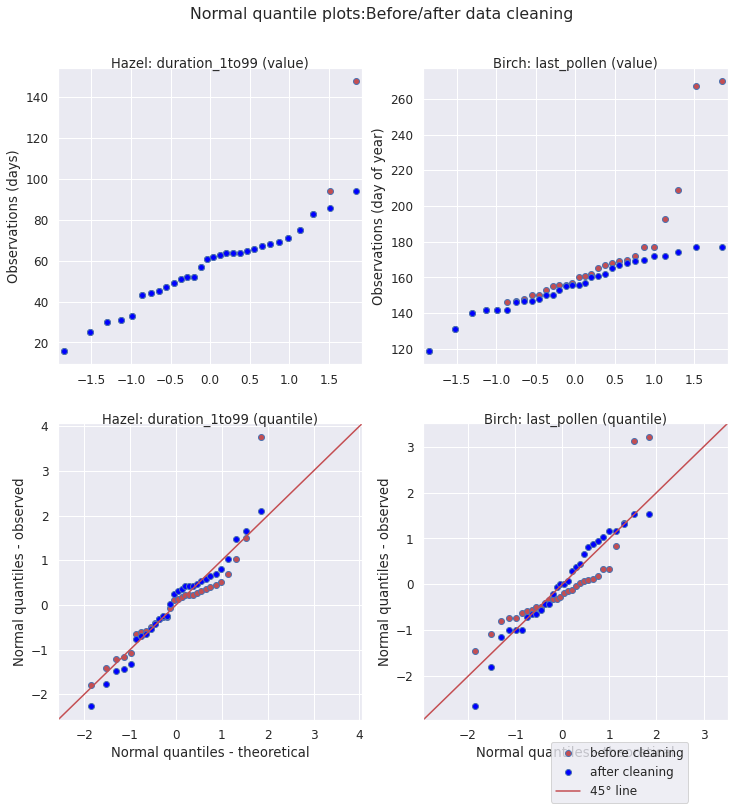 Normal quantile plots:Before/after data cleaning
Hazel: duration_1to99 (value)
Birch: last_pollen (value)
Observations (days)
140
120
100
80
60
40
20
−1.5 −1.0 −0.5 0.0 0.5 1.0 1.5
Observations (day of year)
260
240
220
200
180
160
140
120
−1.5 −1.0 −0.5 0.0 0.5 1.0 1.5
Hazel: duration_1to99 (quantile)
Birch: last_pollen (quantile)
Normal quantiles - observed
4
3
2
1
0
−1
−2
−2 −1 0 1 2 3 4
Normal quantiles - theoretical
Normal quantiles - observed
3
2
1
0
−1
−2
−2 −1 0 1 2 3
Normal quantiles - theoretical
before cleacning
after cleacning
45° line